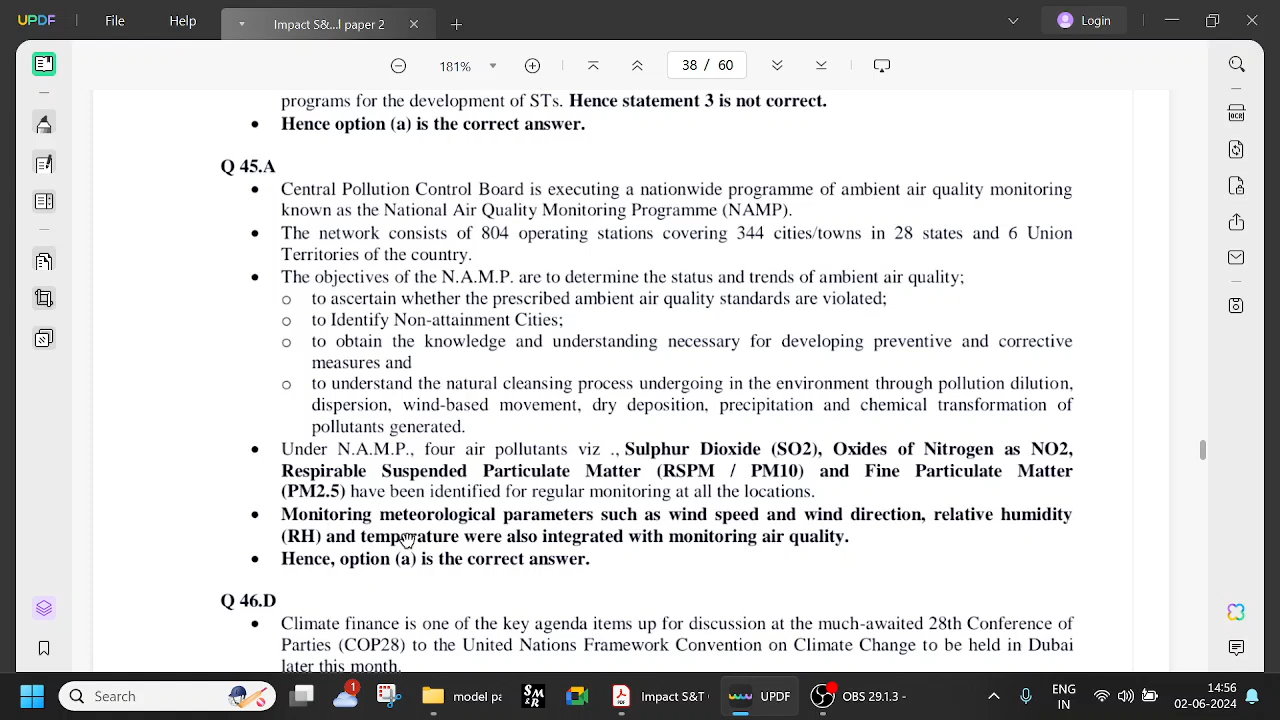 UPDF File Help Impact S&...l paper 2 Login
181% 38 / 60
programs for the development of STs. Hence statement 3 is not correct.
• Hence option (a) is the correct answer.
Q 45.A
• Central Pollution Control Board is executing a nationwide programme of ambient air quality monitoring
known as the National Air Quality Monitoring Programme (NAMP).
• The network consists of 804 operating stations covering 344 cities/towns in 28 states and 6 Union
Territories of the country.
• The objectives of the N.A.M.P. are to determine the status and trends of ambient air quality;
o to ascertain whether the prescribed ambient air quality standards are violated;
o to Identify Non-attainment Cities;
o to obtain the knowledge and understanding necessary for developing preventive and corrective
measures and
o to understand the natural cleansing process undergoing in the environment through pollution dilution,
dispersion, wind-based movement, dry deposition, precipitation and chemical transformation of
pollutants generated.
• Under N.A.M.P., four air pollutants viz ., Sulphur Dioxide (SO2), Oxides of Nitrogen as NO2,
Respirable Suspended Particulate Matter (RSPM / PM10) and Fine Particulate Matter
(PM2.5) have been identified for regular monitoring at all the locations.
• Monitoring meteorological parameters such as wind speed and wind direction, relative humidity
(RH) and temperature were also integrated with monitoring air quality.
• Hence, option (a) is the correct answer.
Q 46.D
• Climate finance is one of the key agenda items up for discussion at the much-awaited 28th Conference of
Parties (COP28) to the United Nations Framework Convention on Climate Change to be held in Dubai
later this month.
OCR
Search 1 model pa SMR Impact S&T UPDF OBS 29.1.3 - ENG 14:56
IN 02-06-2024